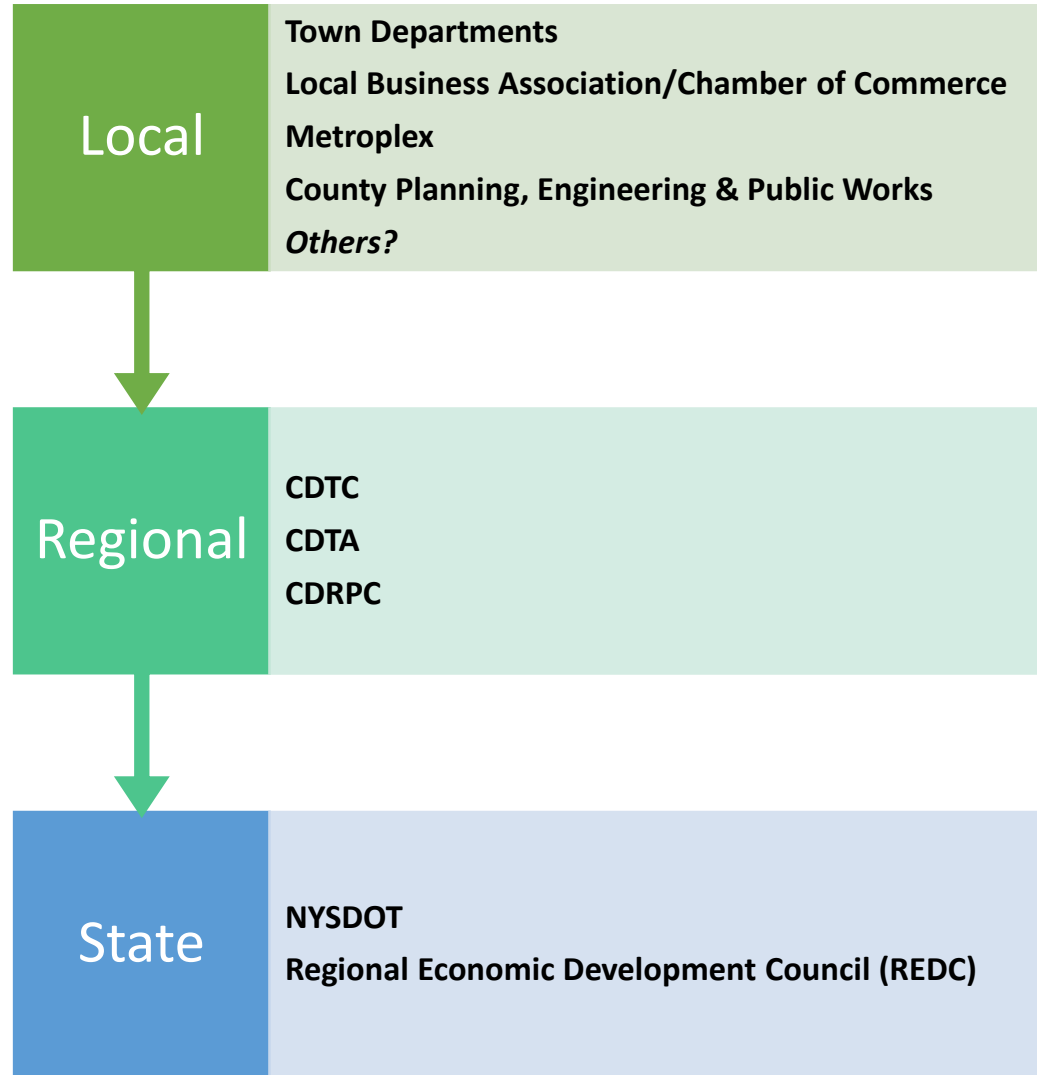 Local
Town Departments
Local Business Association/Chamber of Commerce
Metroplex
County Planning, Engineering & Public Works
Others?
Regional
CDTC
CDTA
CDRPC
State
NYSDOT
Regional Economic Development Council (REDC)